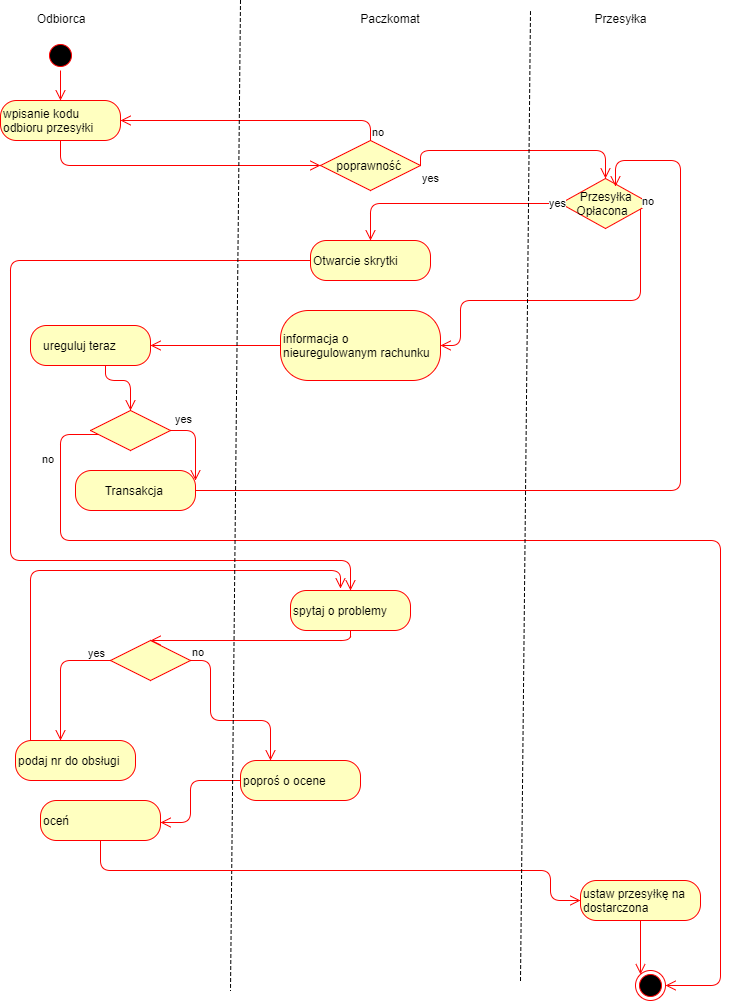 Odbiorca
Paczkomat
Przesyłka
wpisanie kodu
odbioru przesyłki
no
poprawność
yes
Przesyłka
Opłacona
yes
no
Otwarcie skrytki
informacja o
nieuregulowanym rachunku
ureguluj teraz
yes
no
Transakcja
spytaj o problemy
yes
no
podaj nr do obsługi
poproś o ocene
oceń
ustaw przesyłkę na
dostarczona